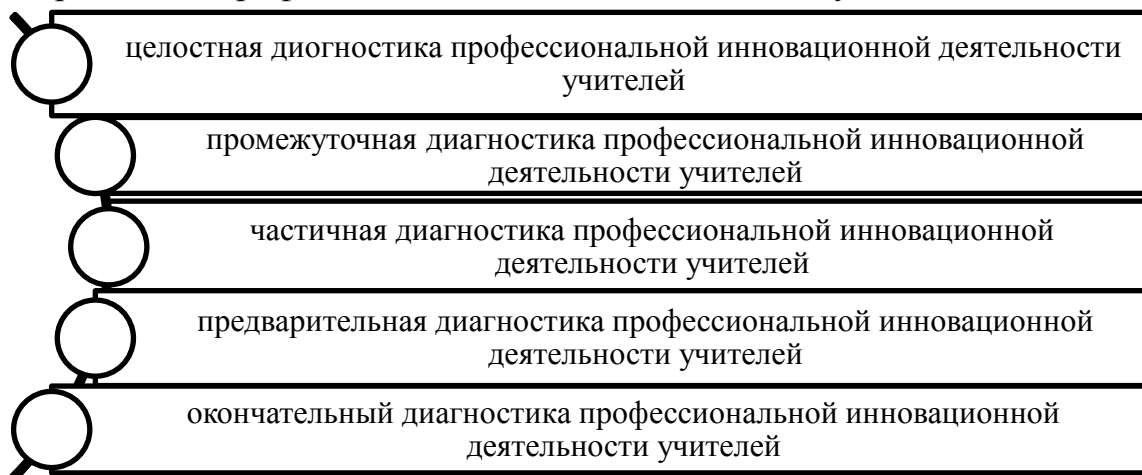 целостная диогностика профессиональной инновационной деятельности
учителей
промежуточная диагностика профессиональной инновационной
деятельности учителей
частичная диагностика профессиональной инновационной
деятельности учителей
предварительная диагностика профессиональной инновационной
деятельности учителей
окончательный диагностика профессиональной инновационной
деятельности учителей